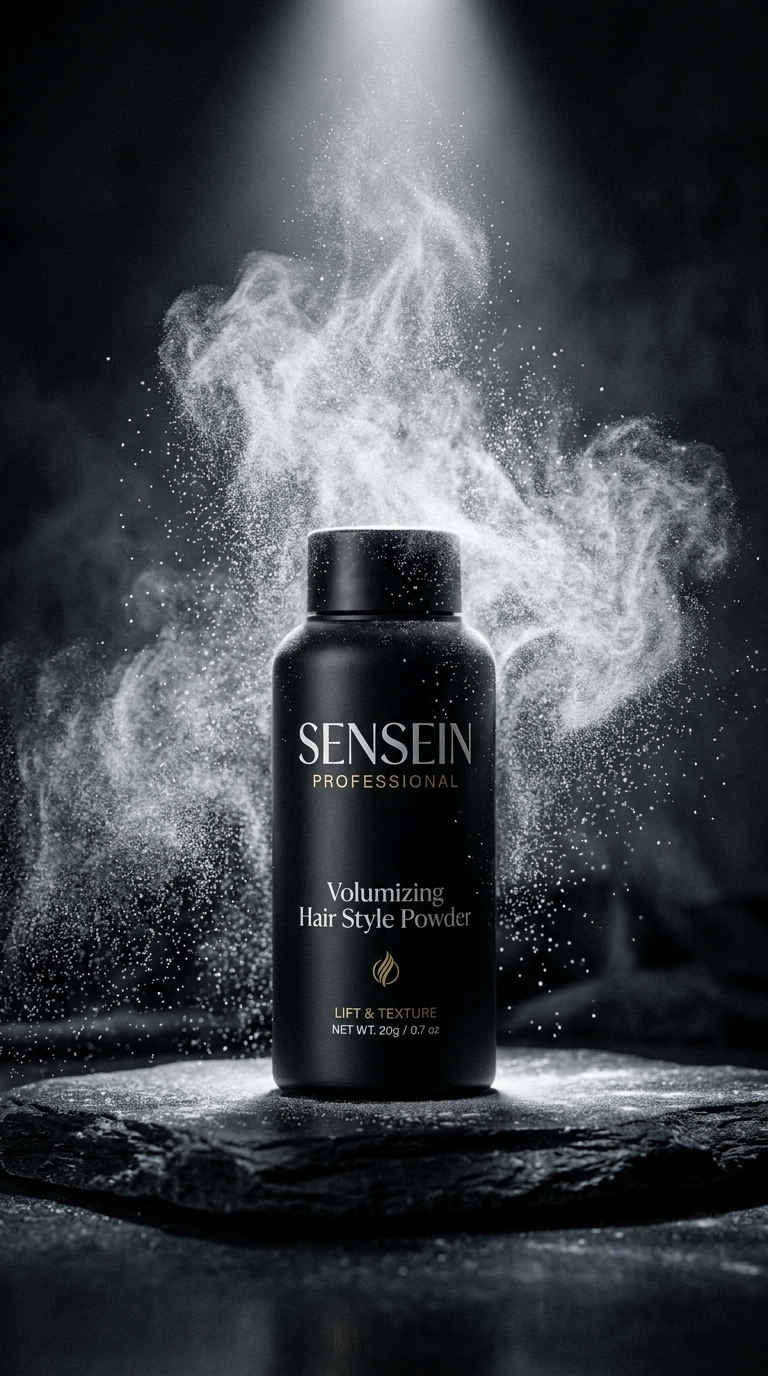 SENSEIN
PROFESSIONAL
Volumizing
Hair Style Powder
LIFT & TEXTURE
NET WT. 20g / 0.7 oz